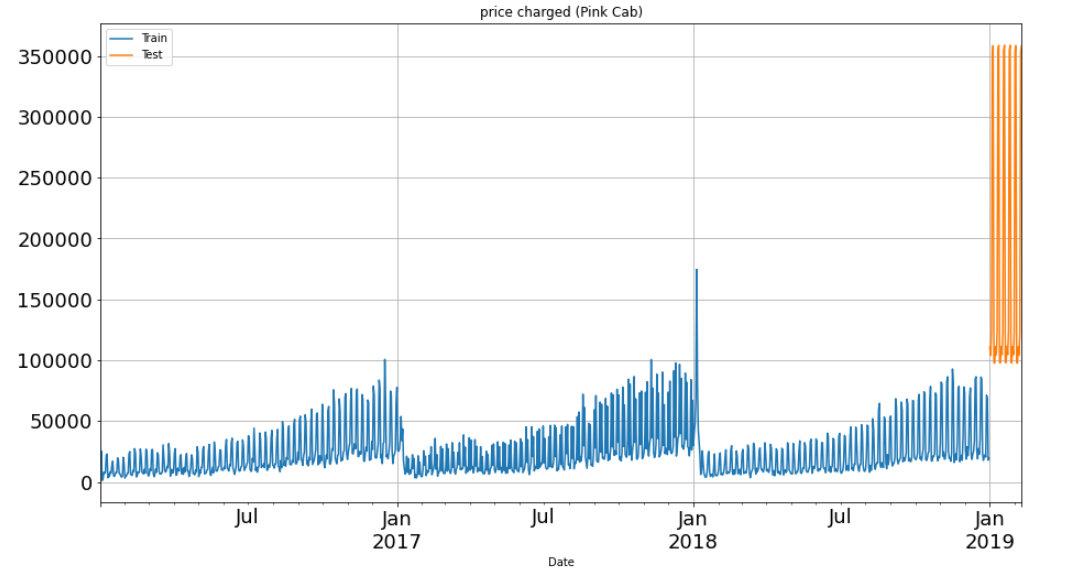 price charged (Pink Cab)
Train
Test
350000
300000
250000
200000
150000
100000
50000
0
Jul
Jan
2017
Jul
Jan
2018
Jul
Jan
2019
Date